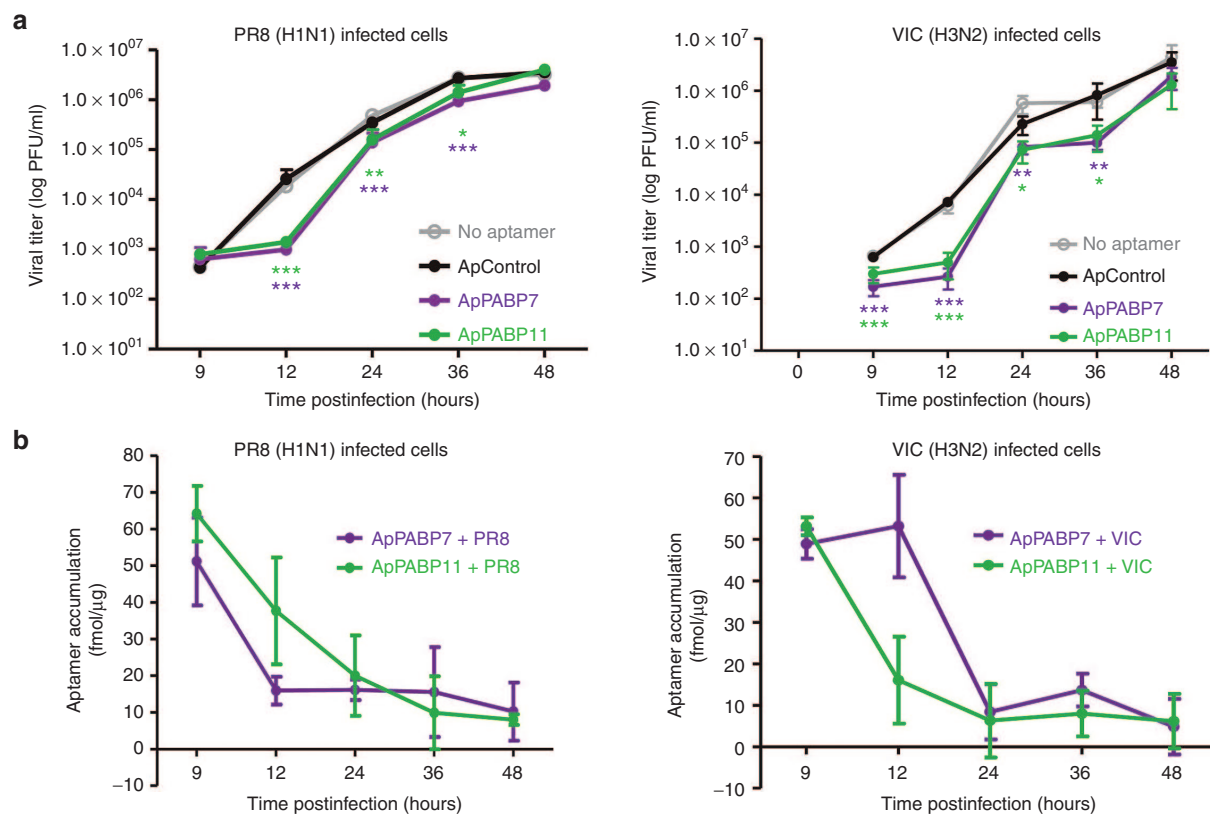 a
PR8 (H1N1) infected cells
Viral titer (log PFU/ml)
1.0 × 10⁰⁷
1.0 × 10⁰⁶
1.0 × 10⁰⁵
1.0 × 10⁰⁴
1.0 × 10⁰³
1.0 × 10⁰²
1.0 × 10⁰¹
***
***
**
***
*
***
No aptamer
ApControl
ApPABP7
ApPABP11
9 12 24 36 48
Time postinfection (hours)
VIC (H3N2) infected cells
Viral titer (log PFU/ml)
1.0 × 10⁷
1.0 × 10⁶
1.0 × 10⁵
1.0 × 10⁴
1.0 × 10³
1.0 × 10²
1.0 × 10¹
***
***
***
***
**
*
**
*
No aptamer
ApControl
ApPABP7
ApPABP11
0 9 12 24 36 48
Time postinfection (hours)
b
PR8 (H1N1) infected cells
Aptamer accumulation
(fmol/μg)
80
70
60
50
40
30
20
10
0
−10
ApPABP7 + PR8
ApPABP11 + PR8
9 12 24 36 48
Time postinfection (hours)
VIC (H3N2) infected cells
Aptamer accumulation
(fmol/μg)
70
60
50
40
30
20
10
0
−10
ApPABP7 + VIC
ApPABP11 + VIC
9 12 24 36 48
Time postinfection (hours)